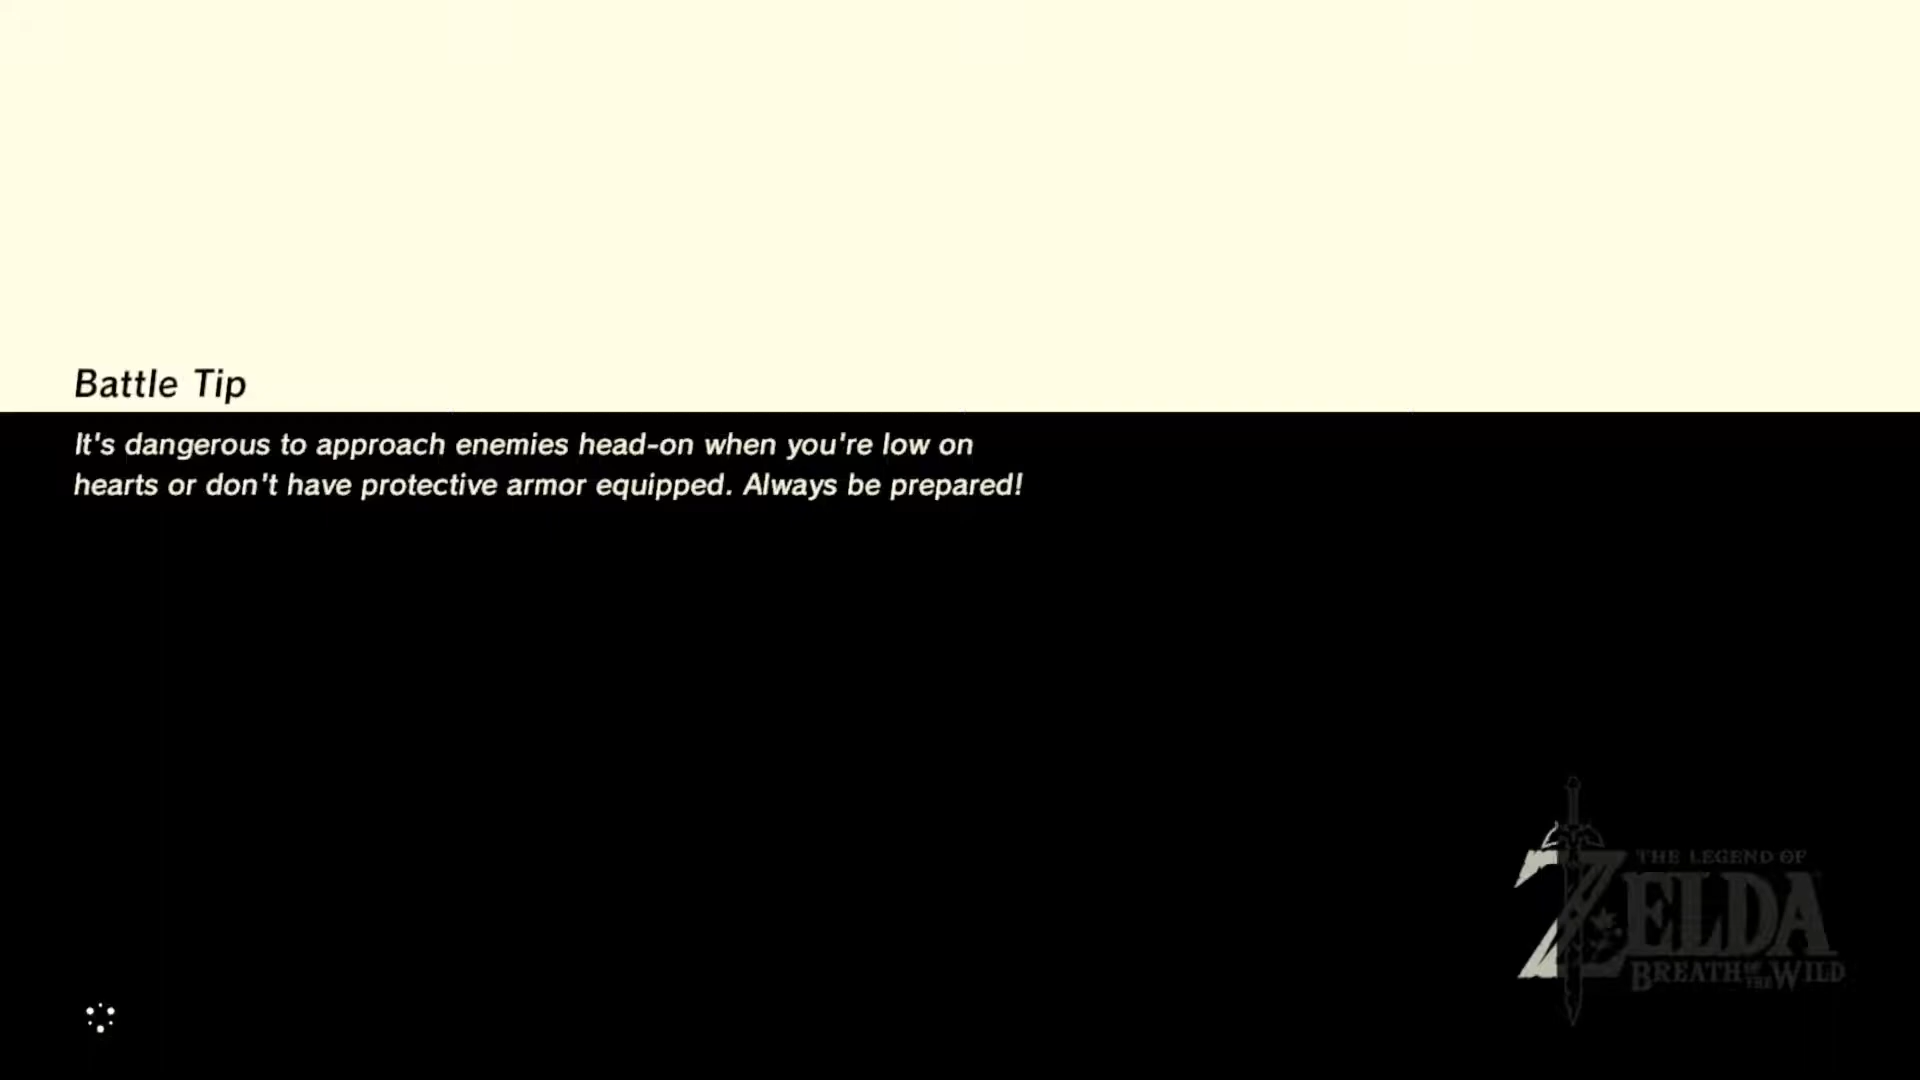 Battle Tip
It's dangerous to approach enemies head-on when you're low on
hearts or don't have protective armor equipped. Always be prepared!
THE LEGEND OF
ZELDA
BREATH OF THE WILD